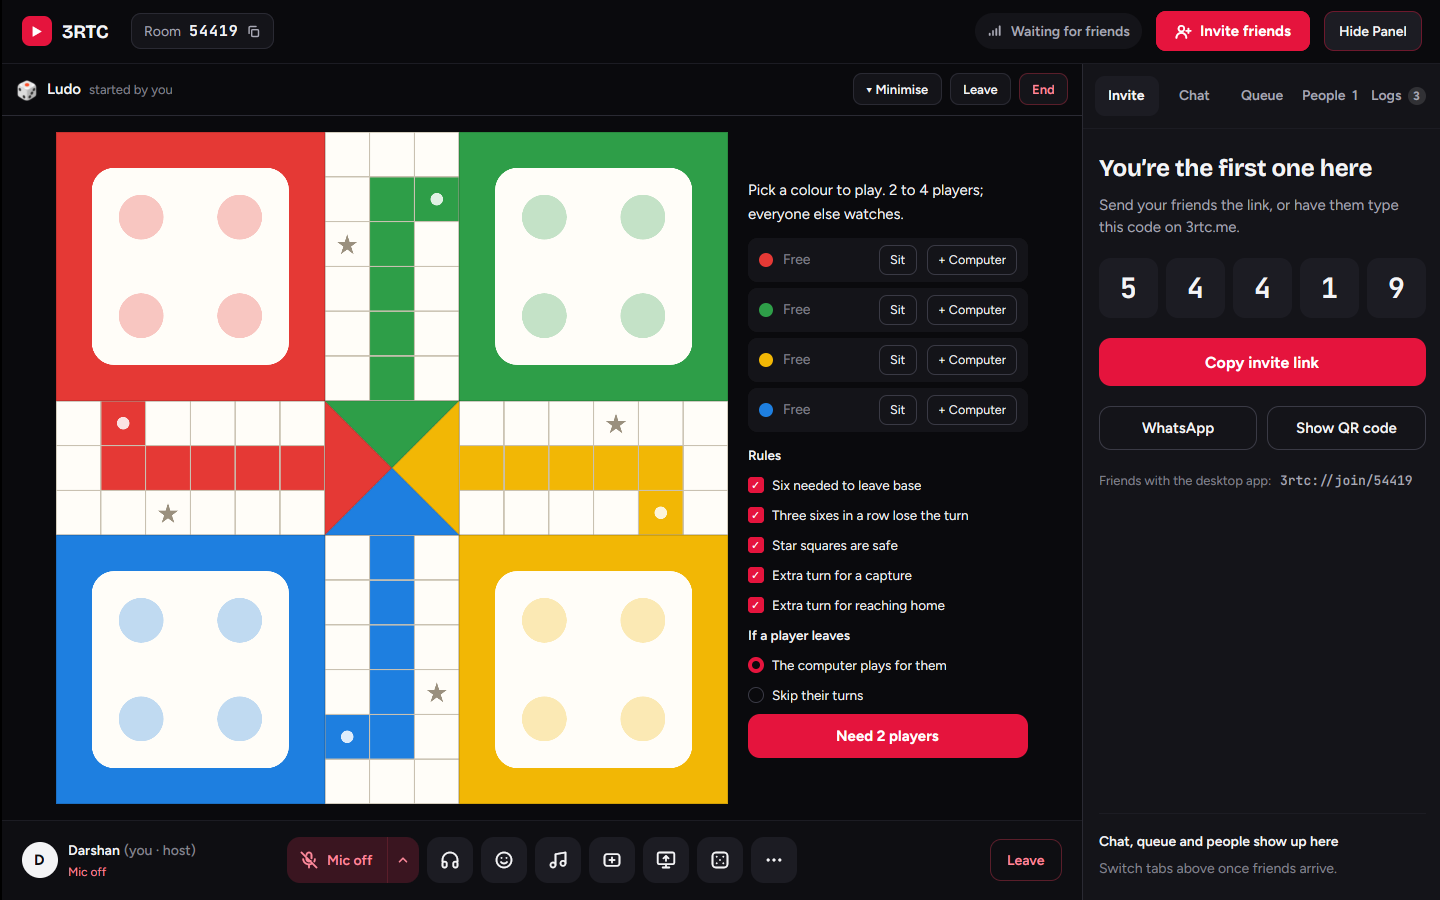 3RTC
Room 54419
Waiting for friends
Invite friends
Hide Panel
Ludo started by you
Minimise
Leave
End
Invite
Chat
Queue
People 1
Logs 3
Pick a colour to play. 2 to 4 players;
everyone else watches.
Free Sit + Computer
Free Sit + Computer
Free Sit + Computer
Free Sit + Computer
Rules
Six needed to leave base
Three sixes in a row lose the turn
Star squares are safe
Extra turn for a capture
Extra turn for reaching home
If a player leaves
The computer plays for them
Skip their turns
Need 2 players
You’re the first one here
Send your friends the link, or have them type
this code on 3rtc.me.
5 4 4 1 9
Copy invite link
WhatsApp
Show QR code
Friends with the desktop app: 3rtc://join/54419
Chat, queue and people show up here
Switch tabs above once friends arrive.
D
Darshan (you · host)
Mic off
Mic off
Leave